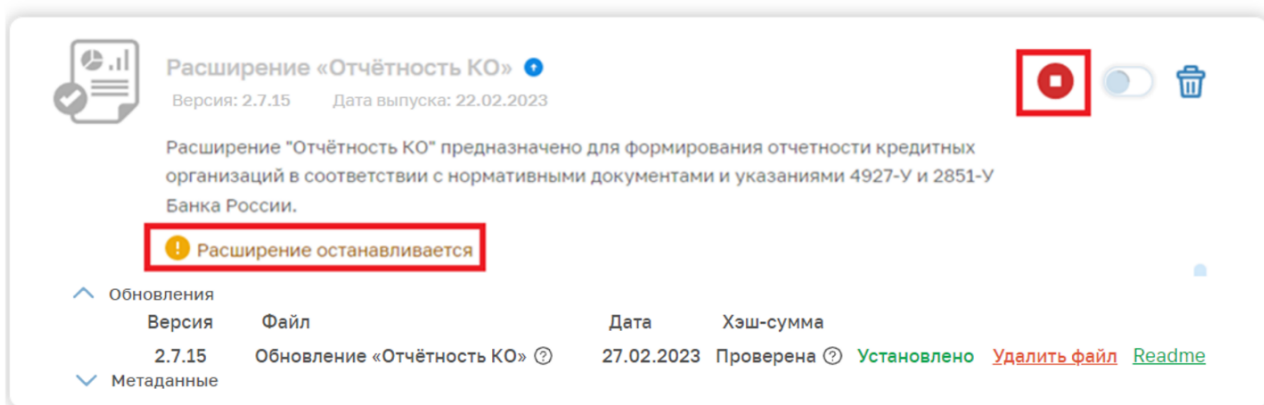 Расширение «Отчётность КО»
Версия: 2.7.15 Дата выпуска: 22.02.2023
Расширение "Отчётность КО" предназначено для формирования отчетности кредитных
организаций в соответствии с нормативными документами и указаниями 4927-У и 2851-У
Банка России.
Расширение останавливается
Обновления
Версия Файл Дата Хэш-сумма
2.7.15 Обновление «Отчётность КО» 27.02.2023 Проверена Установлено Удалить файл Readme
Метаданные